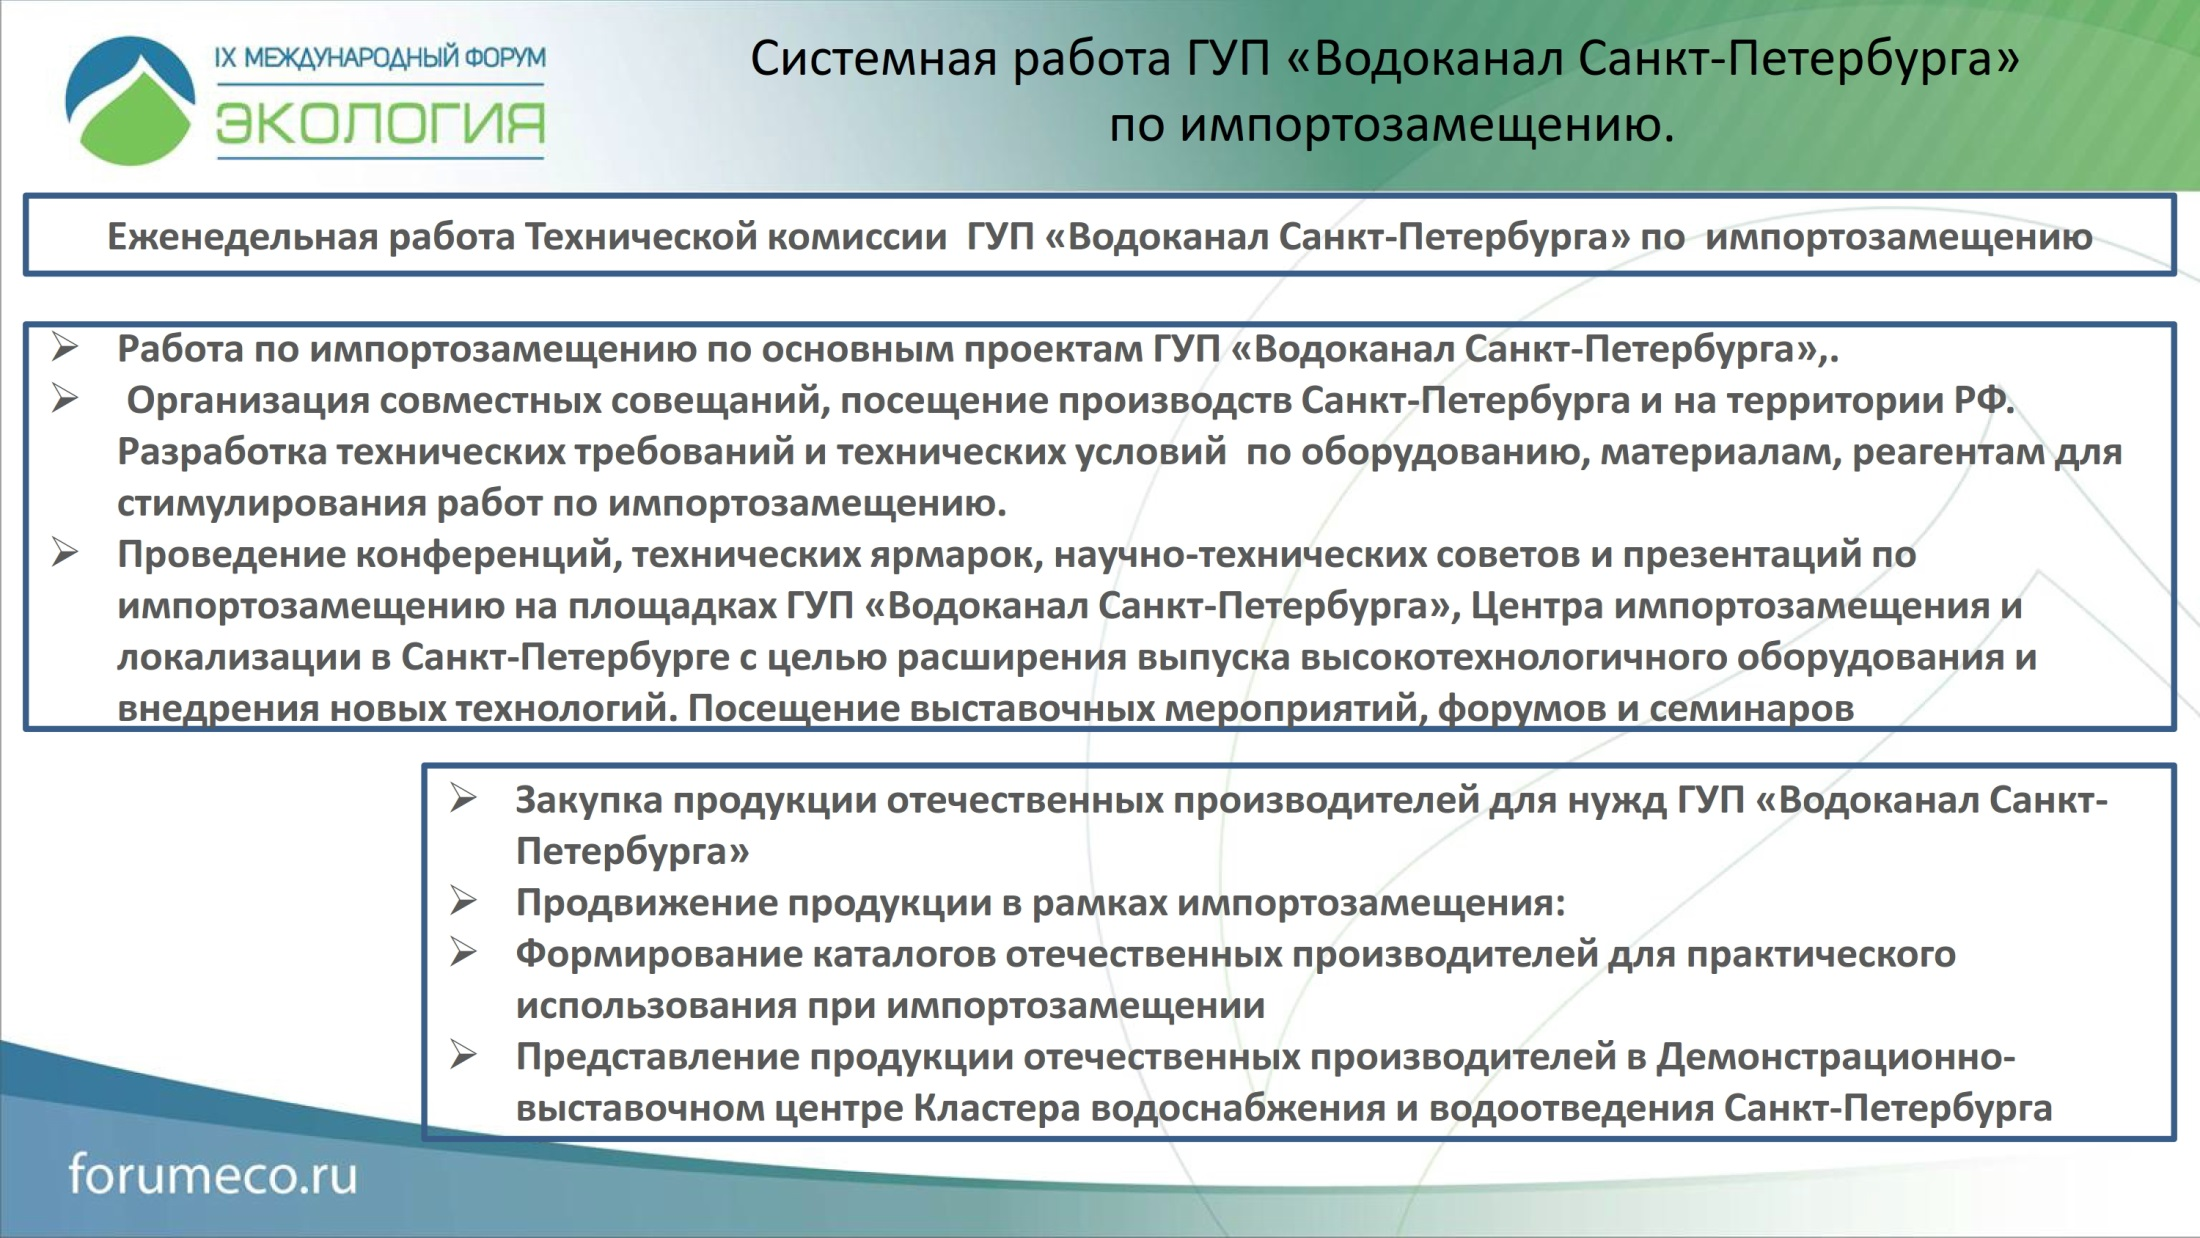 IX МЕЖДУНАРОДНЫЙ ФОРУМ
ЭКОЛОГИЯ
Системная работа ГУП «Водоканал Санкт-Петербурга»
по импортозамещению.
Еженедельная работа Технической комиссии  ГУП «Водоканал Санкт-Петербурга» по  импортозамещению
➢ Работа по импортозамещению по основным проектам ГУП «Водоканал Санкт-Петербурга»,.
➢ Организация совместных совещаний, посещение производств Санкт-Петербурга и на территории РФ.
Разработка технических требований и технических условий  по оборудованию, материалам, реагентам для
стимулирования работ по импортозамещению.
➢ Проведение конференций, технических ярмарок, научно-технических советов и презентаций по
импортозамещению на площадках ГУП «Водоканал Санкт-Петербурга», Центра импортозамещения и
локализации в Санкт-Петербурге с целью расширения выпуска высокотехнологичного оборудования и
внедрения новых технологий. Посещение выставочных мероприятий, форумов и семинаров
➢ Закупка продукции отечественных производителей для нужд ГУП «Водоканал Санкт-
Петербурга»
➢ Продвижение продукции в рамках импортозамещения:
➢ Формирование каталогов отечественных производителей для практического
использования при импортозамещении
➢ Представление продукции отечественных производителей в Демонстрационно-
выставочном центре Кластера водоснабжения и водоотведения Санкт-Петербурга
forumeco.ru